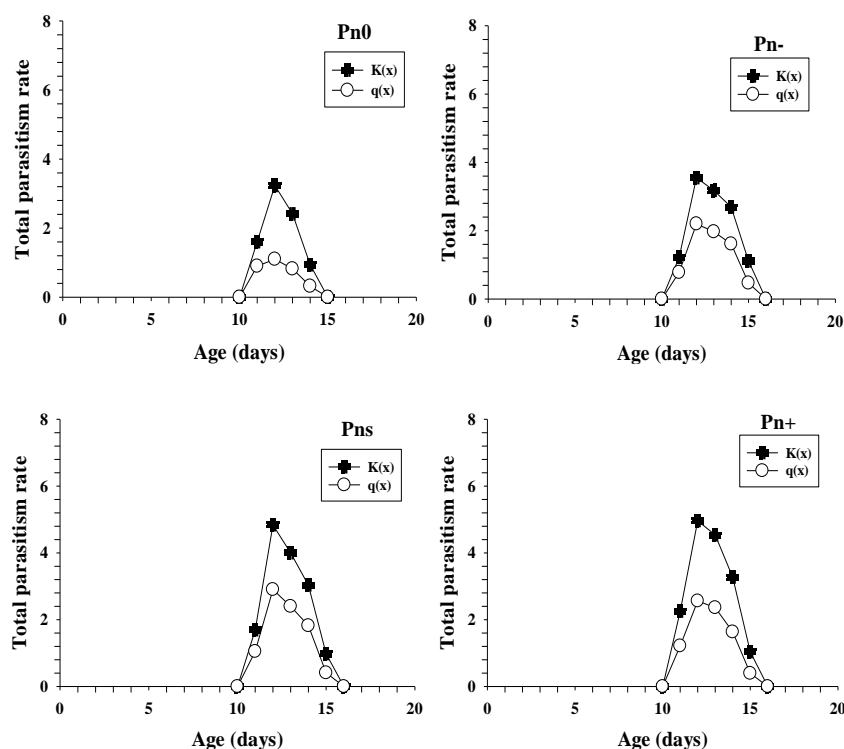 Pn0
K(x)
q(x)
Total parasitism rate
8
6
4
2
0
0 5 10 15 20
Age (days)
Pn-
K(x)
q(x)
Total parasitism rate
8
6
4
2
0
0 5 10 15 20
Age (days)
Pns
K(x)
q(x)
Total parasitism rate
8
6
4
2
0
0 5 10 15 20
Age (days)
Pn+
K(x)
q(x)
Total parasitism rate
8
6
4
2
0
0 5 10 15 20
Age (days)